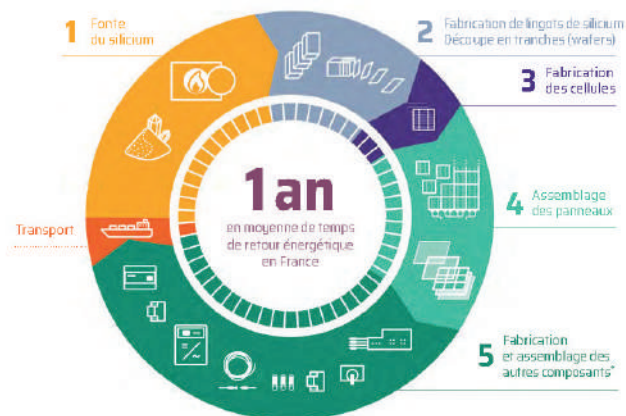 1 Fonte
du silicium
2 Fabrication de lingots de silicium
Découpe en tranches (wafers)
3 Fabrication
des cellules
1 an
en moyenne de temps
de retour énergétique
en France
4 Assemblage
des panneaux
Transport
5 Fabrication
et assemblage des
autres composants*